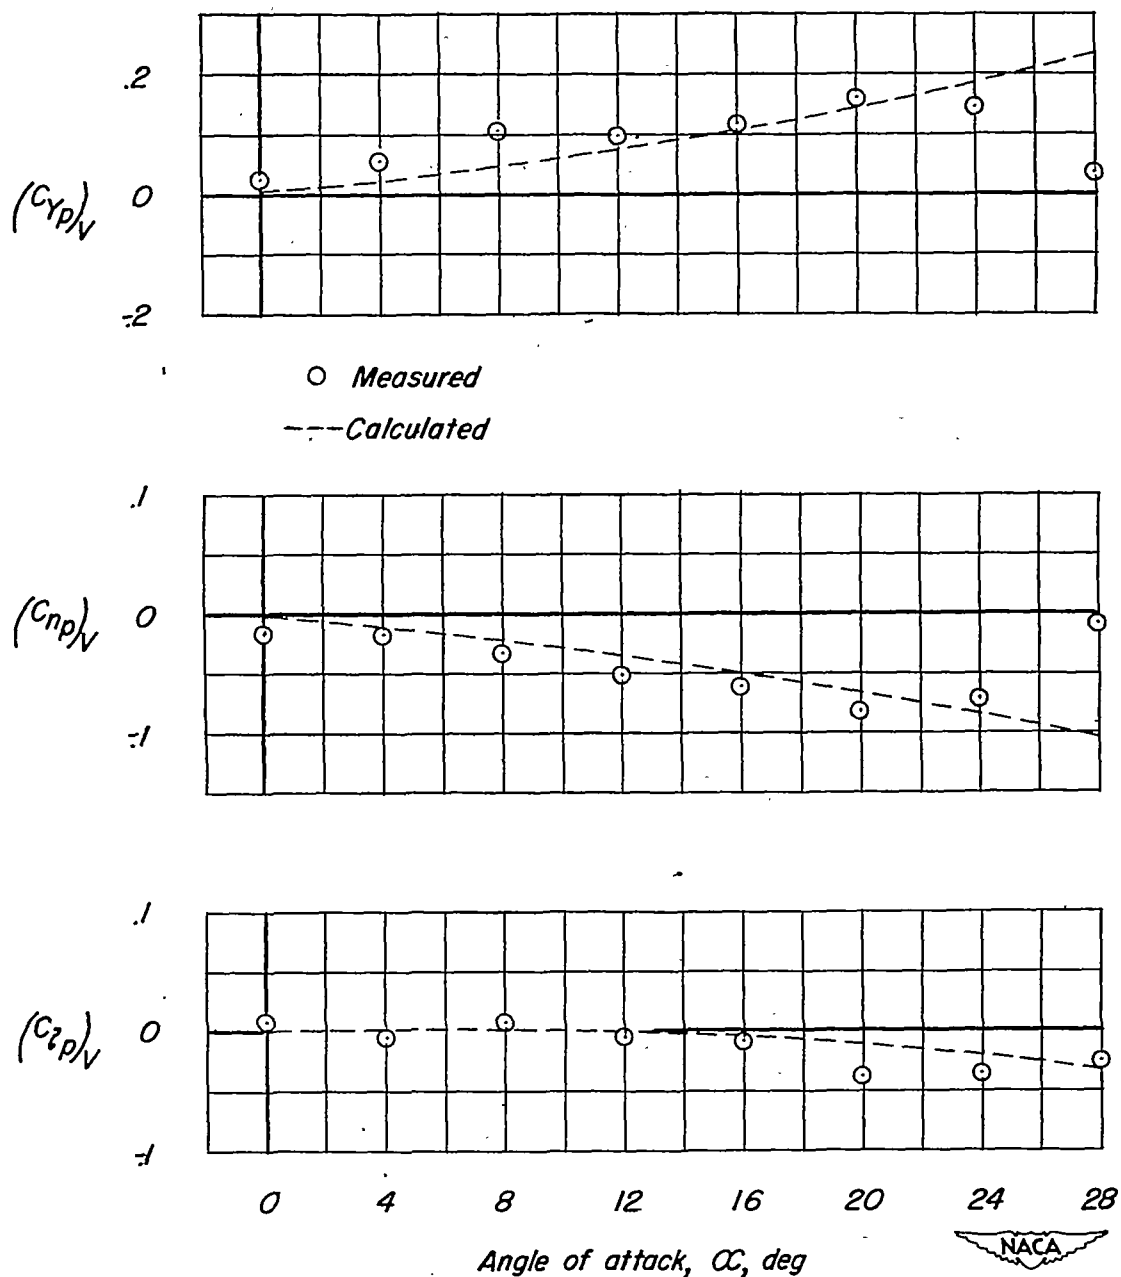 .2
(C_Yp)_V 0
-.2
Measured
---Calculated
.1
(C_np)_V 0
-.1
.1
(C_lp)_V 0
-.1
0 4 8 12 16 20 24 28
Angle of attack, α, deg
NACA